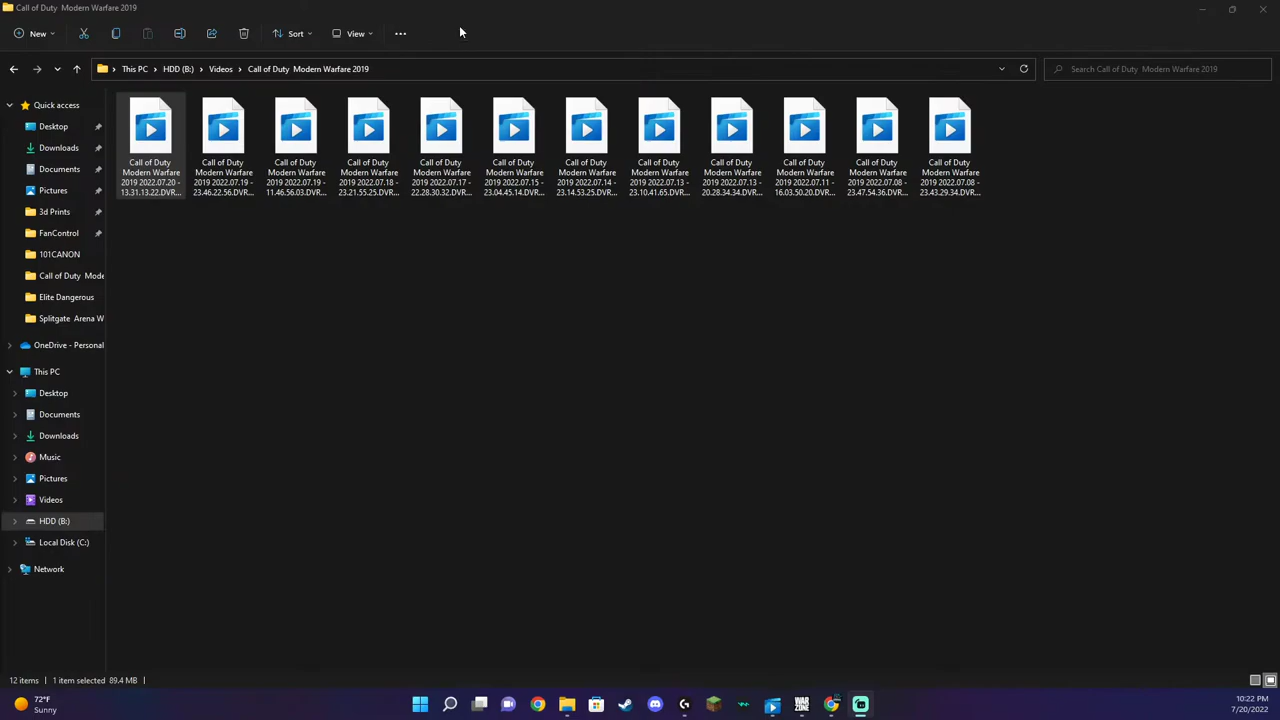 Call of Duty  Modern Warfare 2019
New
Sort
View
This PC
HDD (B:)
Videos
Call of Duty  Modern Warfare 2019
Search Call of Duty  Modern Warfare 2019
Quick access
Desktop
Downloads
Documents
Pictures
3d Prints
FanControl
101CANON
Call of Duty  Mode
Elite Dangerous
Splitgate  Arena W
OneDrive - Personal
This PC
Desktop
Documents
Downloads
Music
Pictures
Videos
HDD (B:)
Local Disk (C:)
Network
Call of Duty
Modern Warfare
2019 2022.07.20 -
13.31.13.22.DVR...
Call of Duty
Modern Warfare
2019 2022.07.19 -
23.46.22.56.DVR...
Call of Duty
Modern Warfare
2019 2022.07.19 -
11.46.56.03.DVR...
Call of Duty
Modern Warfare
2019 2022.07.18 -
23.21.55.25.DVR...
Call of Duty
Modern Warfare
2019 2022.07.17 -
22.28.30.32.DVR...
Call of Duty
Modern Warfare
2019 2022.07.15 -
23.04.45.14.DVR...
Call of Duty
Modern Warfare
2019 2022.07.14 -
23.14.53.25.DVR...
Call of Duty
Modern Warfare
2019 2022.07.13 -
23.10.41.65.DVR...
Call of Duty
Modern Warfare
2019 2022.07.13 -
20.28.34.34.DVR...
Call of Duty
Modern Warfare
2019 2022.07.11 -
16.03.50.20.DVR...
Call of Duty
Modern Warfare
2019 2022.07.08 -
23.47.54.36.DVR...
Call of Duty
Modern Warfare
2019 2022.07.08 -
23.43.29.34.DVR...
12 items
1 item selected  89.4 MB
72°F
Sunny
WAR
ZONE
10:22 PM
7/20/2022